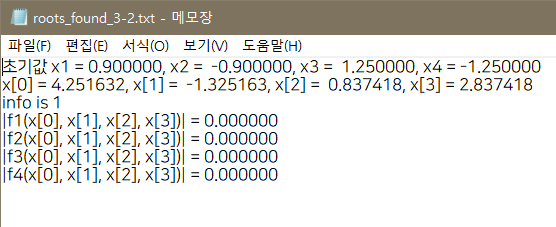 roots_found_3-2.txt - 메모장
파일(F) 편집(E) 서식(O) 보기(V) 도움말(H)
초기값 x1 = 0.900000, x2 = -0.900000, x3 = 1.250000, x4 = -1.250000
x[0] = 4.251632, x[1] = -1.325163, x[2] = 0.837418, x[3] = 2.837418
info is 1
|f1(x[0], x[1], x[2], x[3])| = 0.000000
|f2(x[0], x[1], x[2], x[3])| = 0.000000
|f3(x[0], x[1], x[2], x[3])| = 0.000000
|f4(x[0], x[1], x[2], x[3])| = 0.000000